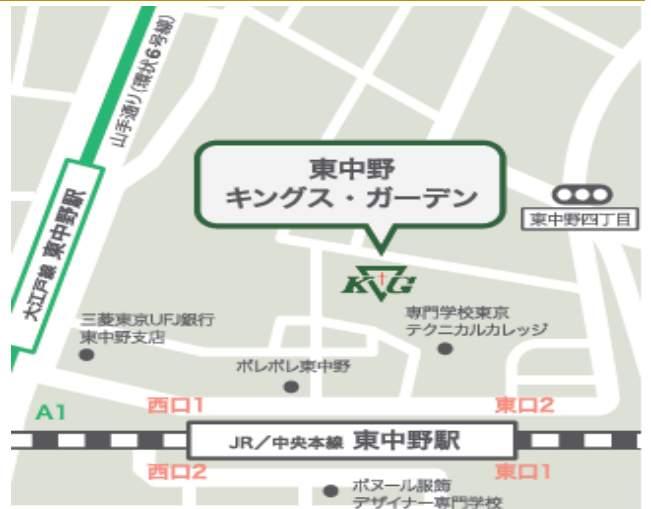 山手通り（環状6号線）
東中野
キングス・ガーデン
東中野四丁目
大江戸線 東中野駅
KG
三菱東京UFJ銀行
東中野支店
専門学校東京
テクニカルカレッジ
ポレポレ東中野
A1
西口1
東口2
JR／中央本線 東中野駅
西口2
東口1
ボヌール服飾
デザイナー専門学校